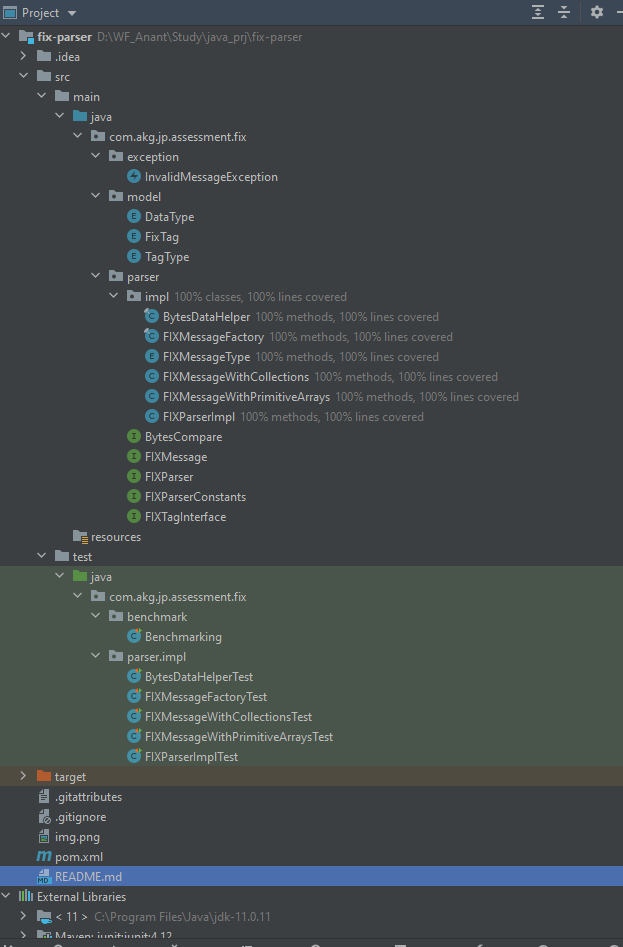 Project
fix-parser D:\WF_Anant\Study\java_prj\fix-parser
.idea
src
main
java
com.akg.jp.assessment.fix
exception
InvalidMessageException
model
E DataType
E FixTag
E TagType
parser
impl 100% classes, 100% lines covered
C BytesDataHelper 100% methods, 100% lines covered
C FIXMessageFactory 100% methods, 100% lines covered
E FIXMessageType 100% methods, 100% lines covered
C FIXMessageWithCollections 100% methods, 100% lines covered
C FIXMessageWithPrimitiveArrays 100% methods, 100% lines covered
C FIXParserImpl 100% methods, 100% lines covered
I BytesCompare
I FIXMessage
I FIXParser
I FIXParserConstants
I FIXTagInterface
resources
test
java
com.akg.jp.assessment.fix
benchmark
C Benchmarking
parser.impl
C BytesDataHelperTest
C FIXMessageFactoryTest
C FIXMessageWithCollectionsTest
C FIXMessageWithPrimitiveArraysTest
C FIXParserImplTest
target
.gitattributes
.gitignore
img.png
m pom.xml
MD README.md
External Libraries
< 11 > C:\Program Files\Java\jdk-11.0.11
Maven: junit:junit:4.12